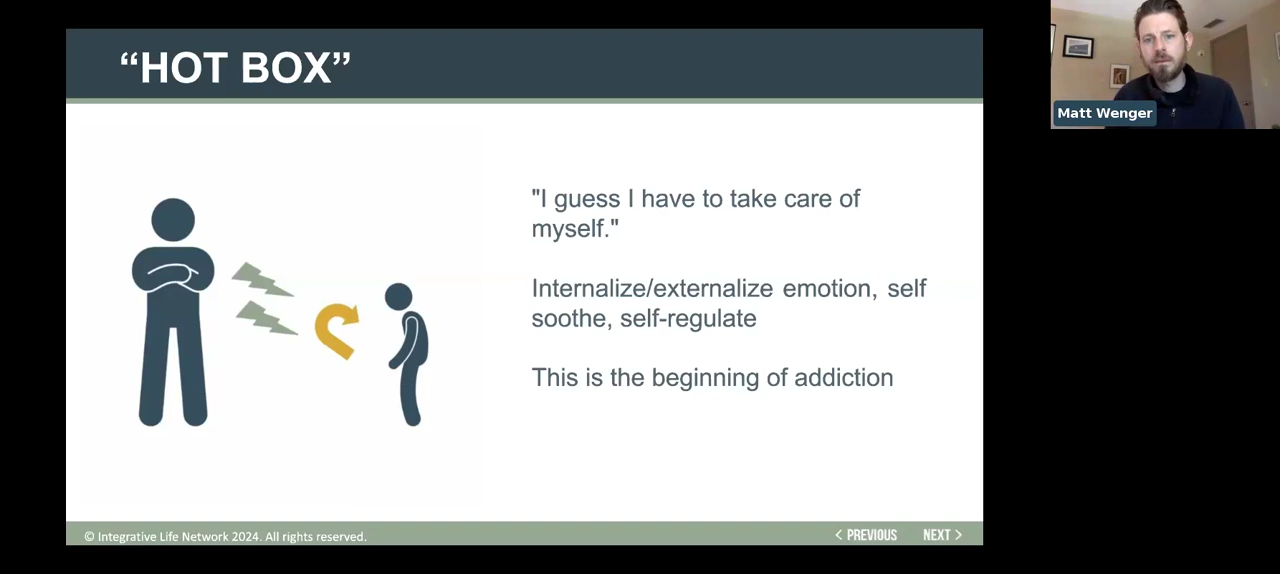 “HOT BOX”
Matt Wenger
"I guess I have to take care of
myself."
Internalize/externalize emotion, self
soothe, self-regulate
This is the beginning of addiction
© Integrative Life Network 2024. All rights reserved.
< PREVIOUS NEXT >